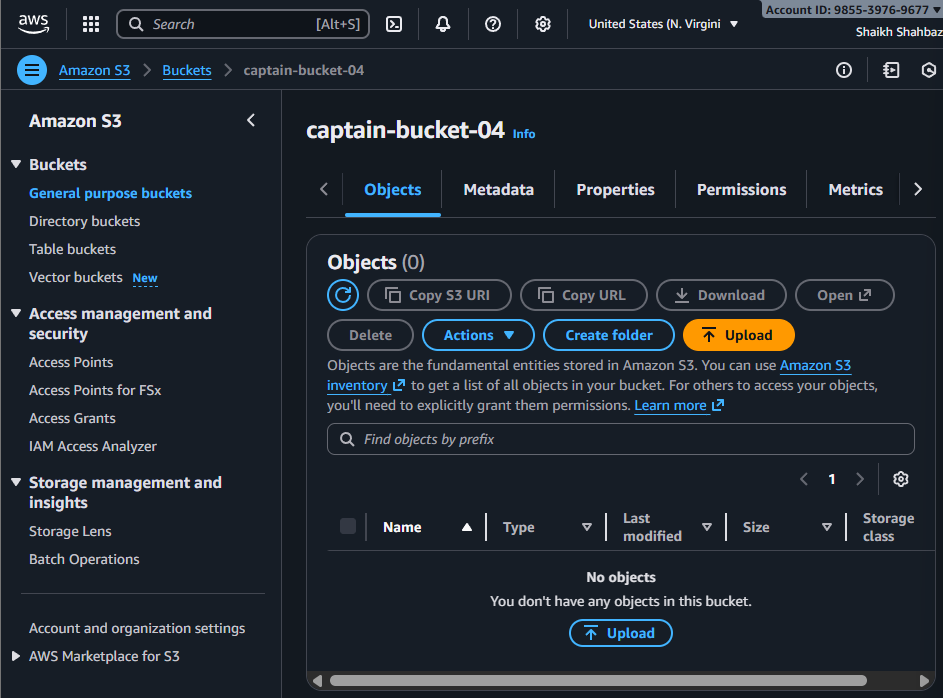 aws
Search [Alt+S]
United States (N. Virgini
Account ID: 9855-3976-9677
Shaikh Shahbaz
Amazon S3 > Buckets > captain-bucket-04
Amazon S3
Buckets
General purpose buckets
Directory buckets
Table buckets
Vector buckets New
Access management and
security
Access Points
Access Points for FSx
Access Grants
IAM Access Analyzer
Storage management and
insights
Storage Lens
Batch Operations
Account and organization settings
AWS Marketplace for S3
captain-bucket-04 Info
Objects Metadata Properties Permissions Metrics
Objects (0)
Copy S3 URI Copy URL Download Open
Delete Actions Create folder Upload
Objects are the fundamental entities stored in Amazon S3. You can use Amazon S3
inventory to get a list of all objects in your bucket. For others to access your objects,
you'll need to explicitly grant them permissions. Learn more
Find objects by prefix
1
Name Type Last modified Size Storage class
No objects
You don't have any objects in this bucket.
Upload